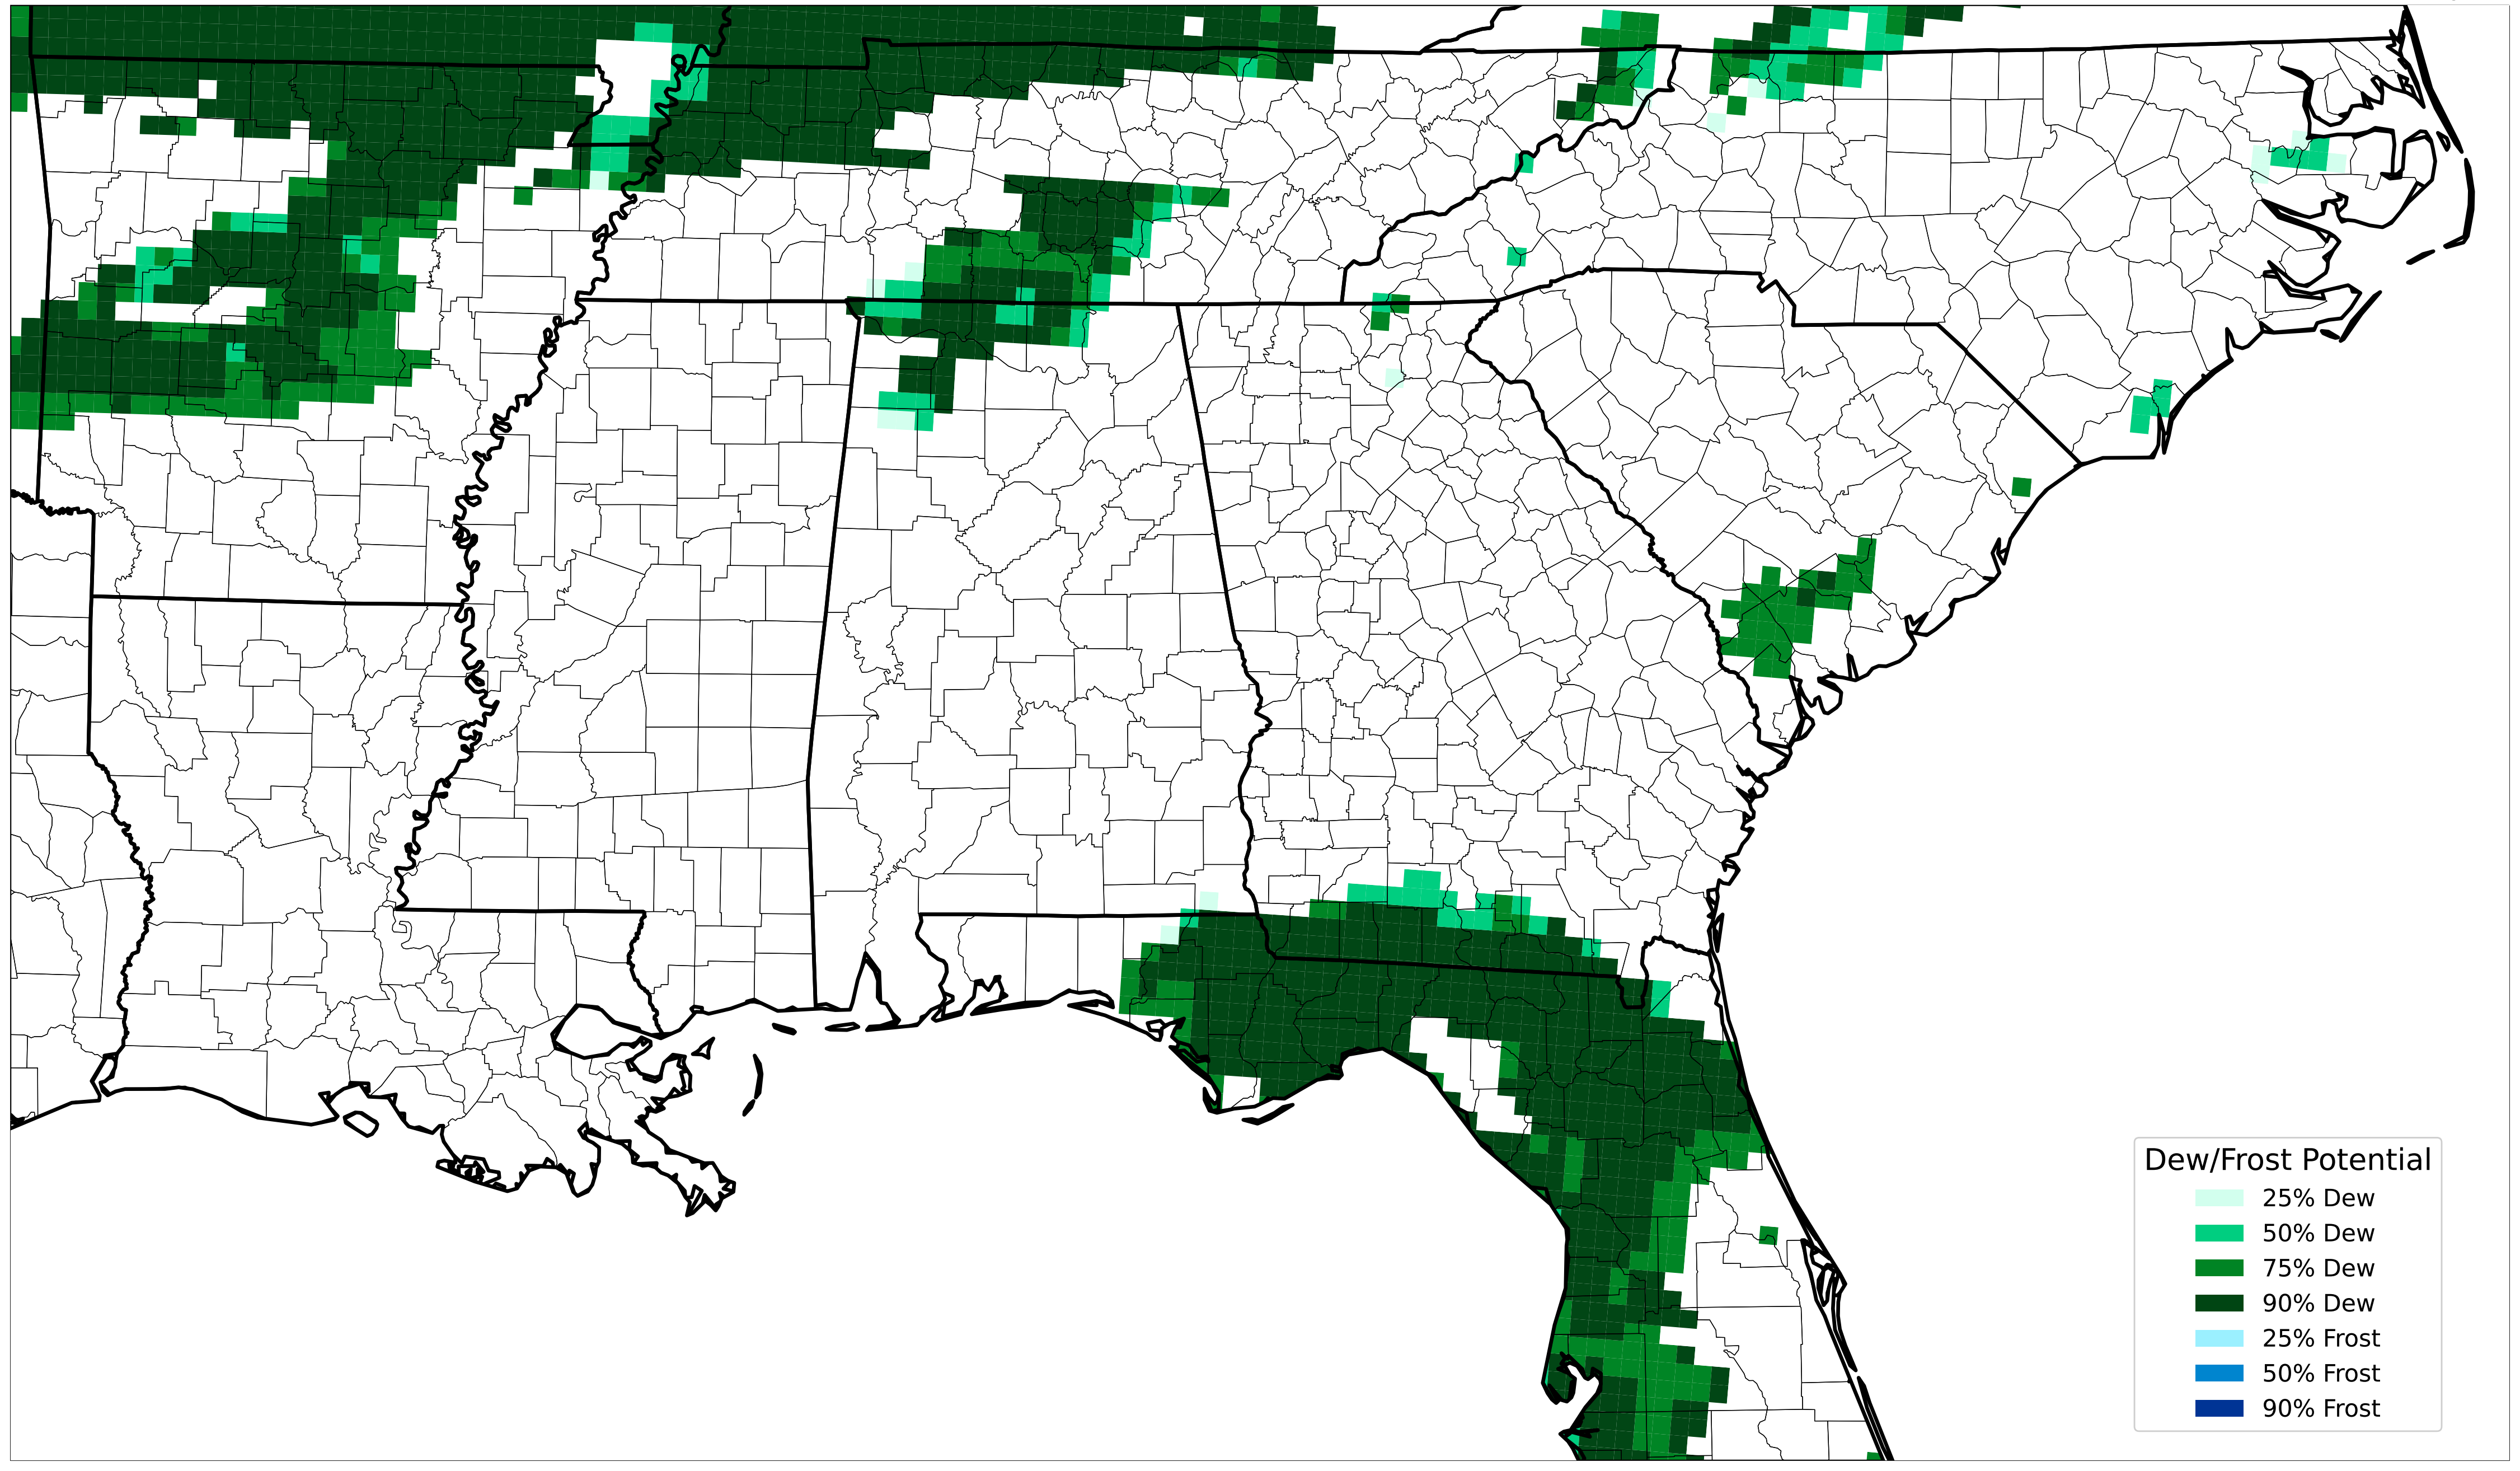 Dew/Frost Potential
25% Dew
50% Dew
75% Dew
90% Dew
25% Frost
50% Frost
90% Frost